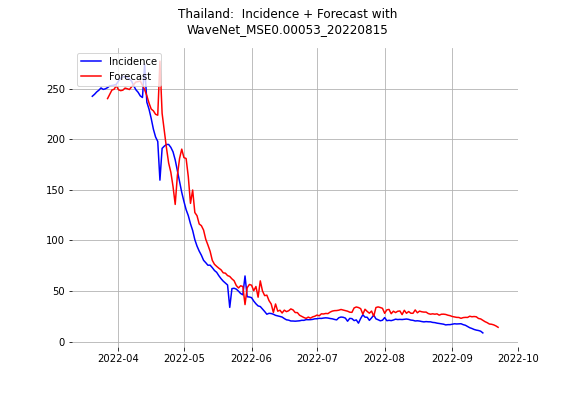 Thailand:  Incidence + Forecast with
WaveNet_MSE0.00053_20220815
Incidence
Forecast
250
200
150
100
50
0
2022-04 2022-05 2022-06 2022-07 2022-08 2022-09 2022-10